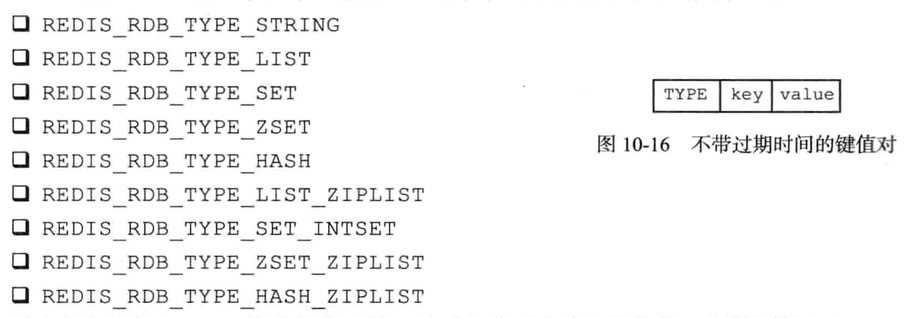 ❑ REDIS_RDB_TYPE_STRING
❑ REDIS_RDB_TYPE_LIST
❑ REDIS_RDB_TYPE_SET
❑ REDIS_RDB_TYPE_ZSET
❑ REDIS_RDB_TYPE_HASH
❑ REDIS_RDB_TYPE_LIST_ZIPLIST
❑ REDIS_RDB_TYPE_SET_INTSET
❑ REDIS_RDB_TYPE_ZSET_ZIPLIST
❑ REDIS_RDB_TYPE_HASH_ZIPLIST
TYPE key value
图 10-16 不带过期时间的键值对